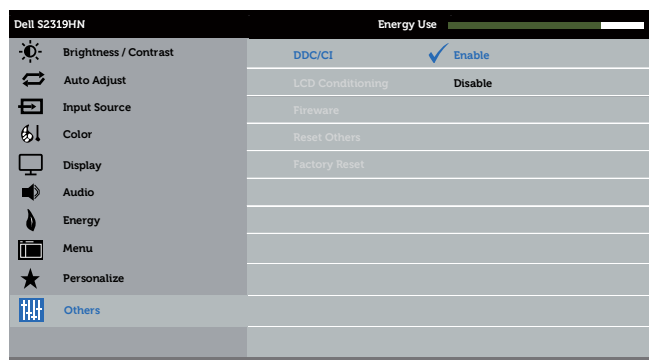 Dell S2319HN Energy Use
Brightness / Contrast DDC/CI Enable
Auto Adjust LCD Conditioning Disable
Input Source Fireware
Color Reset Others
Display Factory Reset
Audio
Energy
Menu
Personalize
Others